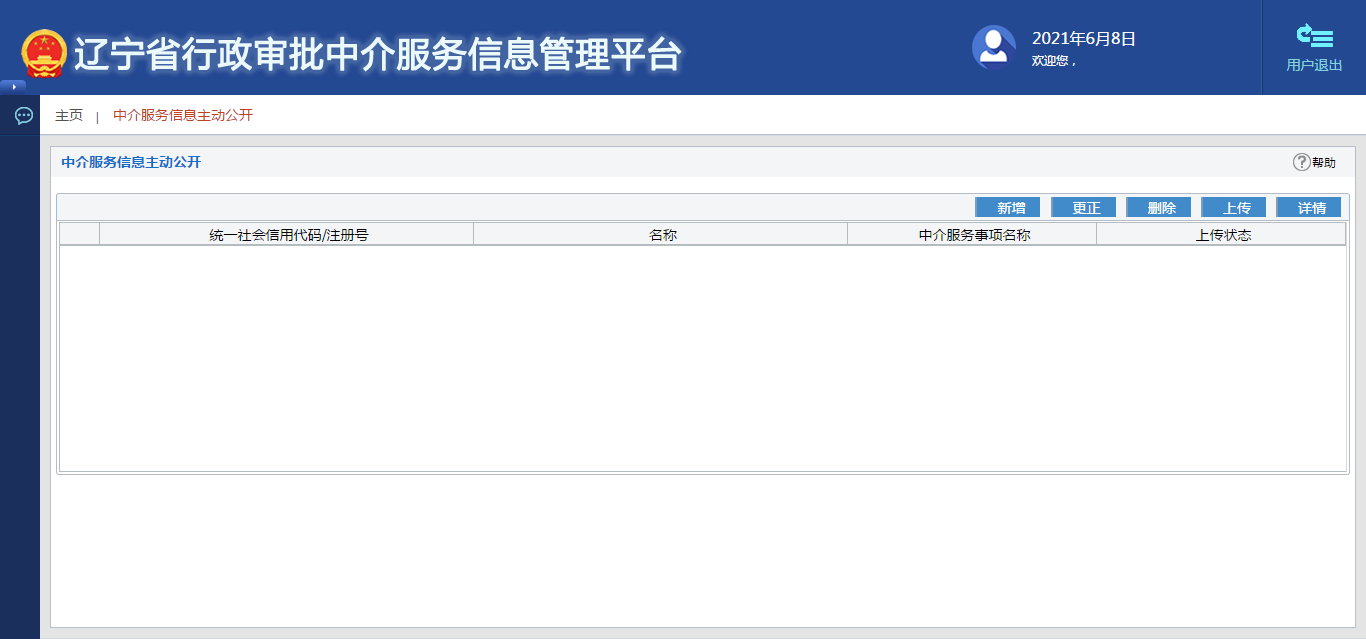 辽宁省行政审批中介服务信息管理平台
2021年6月8日
欢迎您，
用户退出
主页 | 中介服务信息主动公开
中介服务信息主动公开
帮助
新增 更正 删除 上传 详情
统一社会信用代码/注册号 名称 中介服务事项名称 上传状态